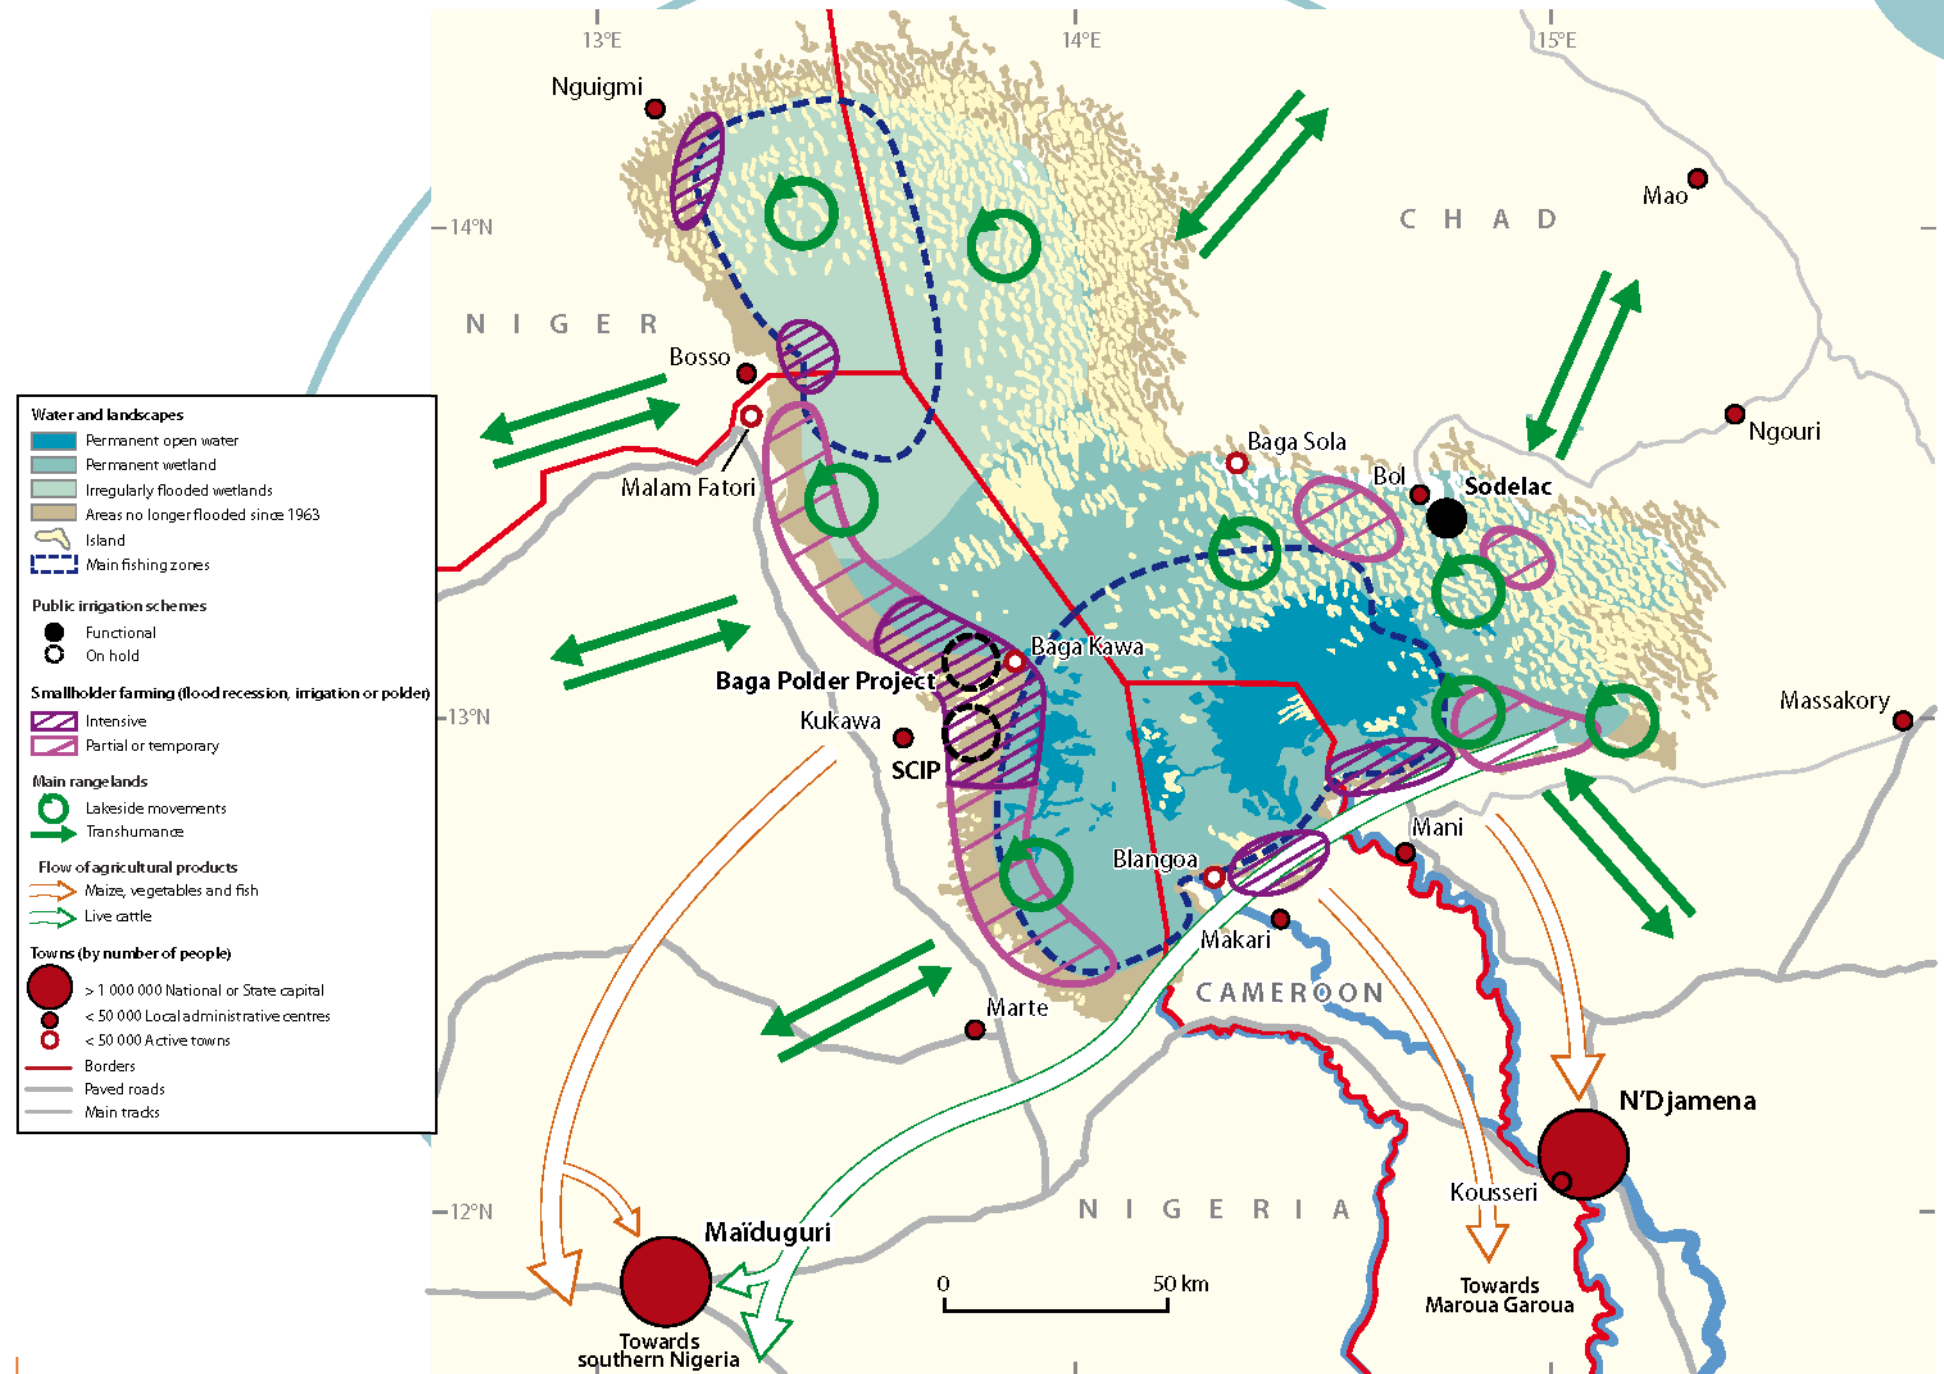 13°E
14°E
15°E
Nguigmi
Mao
C H A D
14°N
N I G E R
Bosso
Baga Sola
Ngouri
Bol
Sodelac
Malam Fatori
Water and landscapes
Permanent open water
Permanent wetland
Irregularly flooded wetlands
Areas no longer flooded since 1963
Island
Main fishing zones
Public irrigation schemes
Functional
On hold
Smallholder farming (flood recession, irrigation or polder)
Intensive
Partial or temporary
Main rangelands
Lakeside movements
Transhumance
Flow of agricultural products
Maize, vegetables and fish
Live cattle
Towns (by number of people)
> 1 000 000 National or State capital
< 50 000 Local administrative centres
< 50 000 Active towns
Borders
Paved roads
Main tracks
Baga Kawa
Baga Polder Project
13°N
Kukawa
Massakory
SCIP
Mani
Blangoa
Makari
CAMEROON
Marte
N'Djamena
Kousseri
12°N
N I G E R I A
Maïduguri
0
50 km
Towards
Maroua Garoua
Towards
southern Nigeria